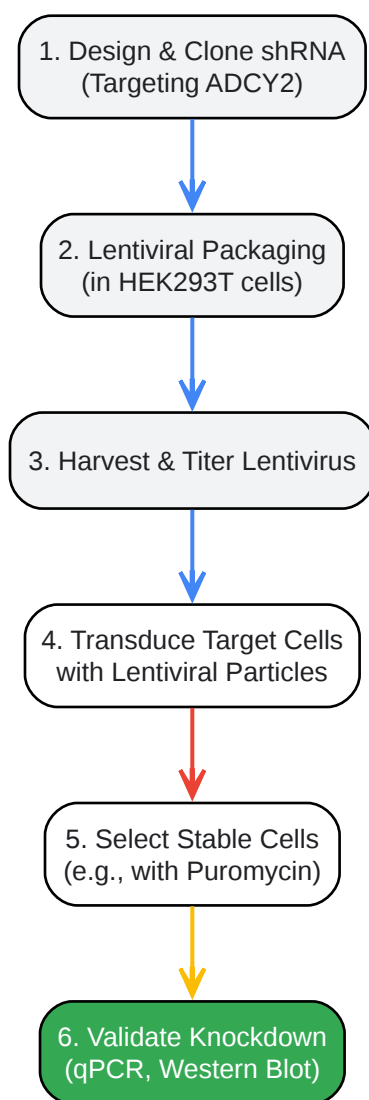 1. Design & Clone shRNA
(Targeting ADCY2)
2. Lentiviral Packaging
(in HEK293T cells)
3. Harvest & Titer Lentivirus
4. Transduce Target Cells
with Lentiviral Particles
5. Select Stable Cells
(e.g., with Puromycin)
6. Validate Knockdown
(qPCR, Western Blot)